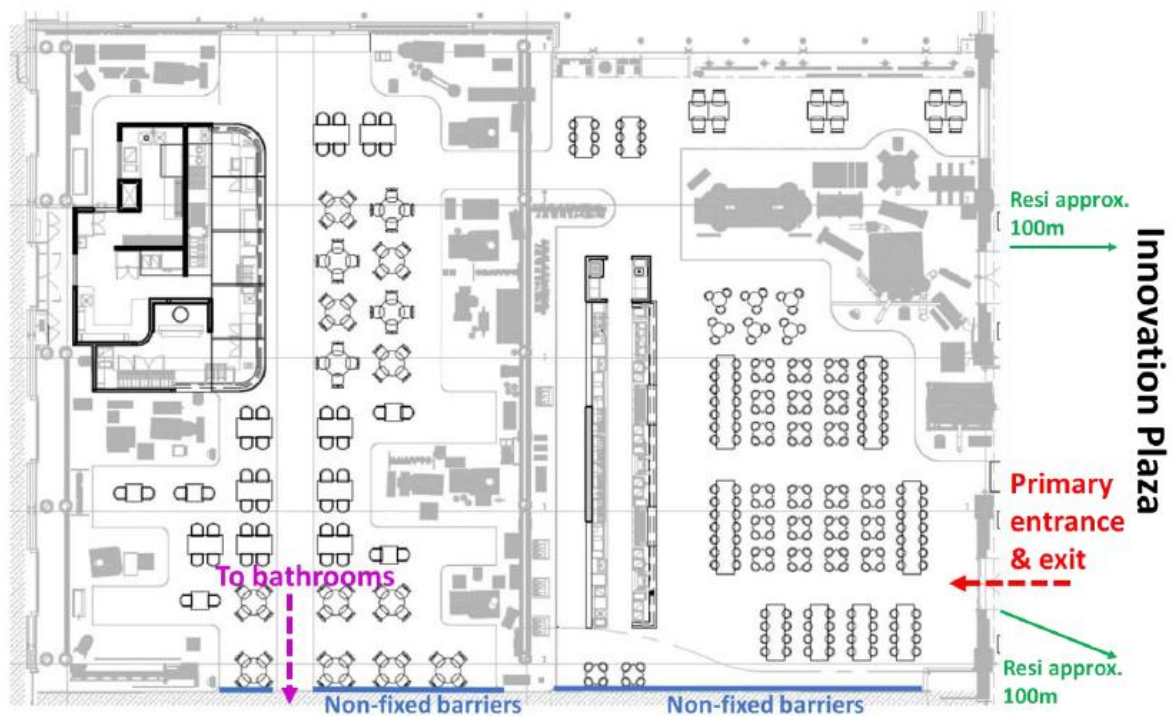 Resi approx.
100m
Innovation Plaza
Primary
entrance
& exit
To bathrooms
Resi approx.
100m
Non-fixed barriers
Non-fixed barriers